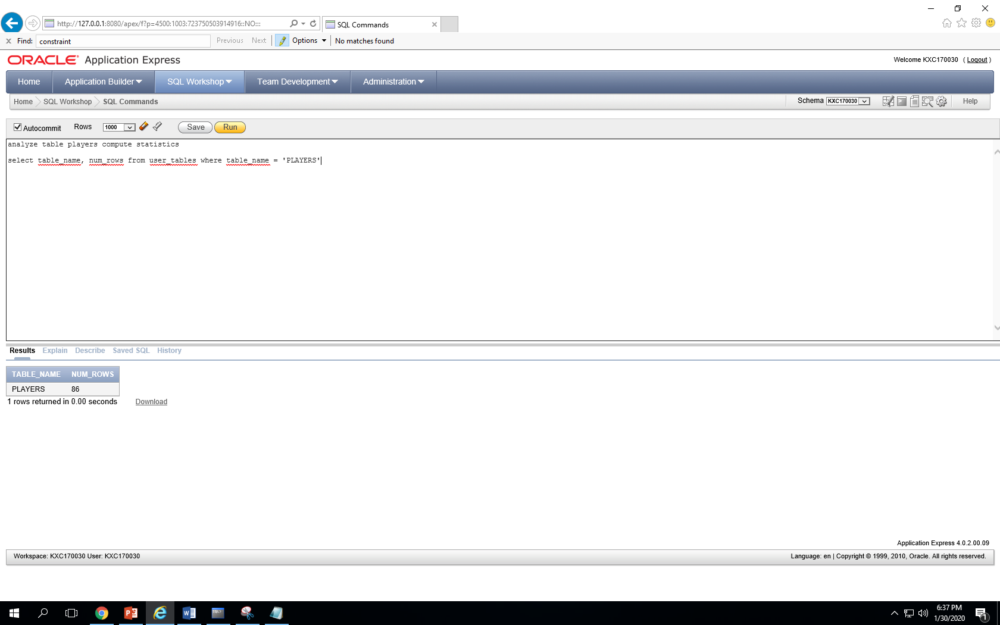 http://127.0.0.1:8080/apex/f?p=4500:1003:723750503914916::NO:::
SQL Commands
Find: constraint Previous Next Options No matches found
ORACLE Application Express
Welcome KXC170030 ( Logout )
Home Application Builder SQL Workshop Team Development Administration
Home SQL Workshop SQL Commands Schema KXC170030 Help
Autocommit Rows 1000 Save Run
analyze table players compute statistics
select table_name, num_rows from user_tables where table_name = 'PLAYERS'
Results Explain Describe Saved SQL History
TABLE_NAME NUM_ROWS
PLAYERS 86
1 rows returned in 0.00 seconds Download
Application Express 4.0.2.00.09
Workspace: KXC170030 User: KXC170030 Language: en | Copyright © 1999, 2010, Oracle. All rights reserved.
6:37 PM
1/30/2020
1